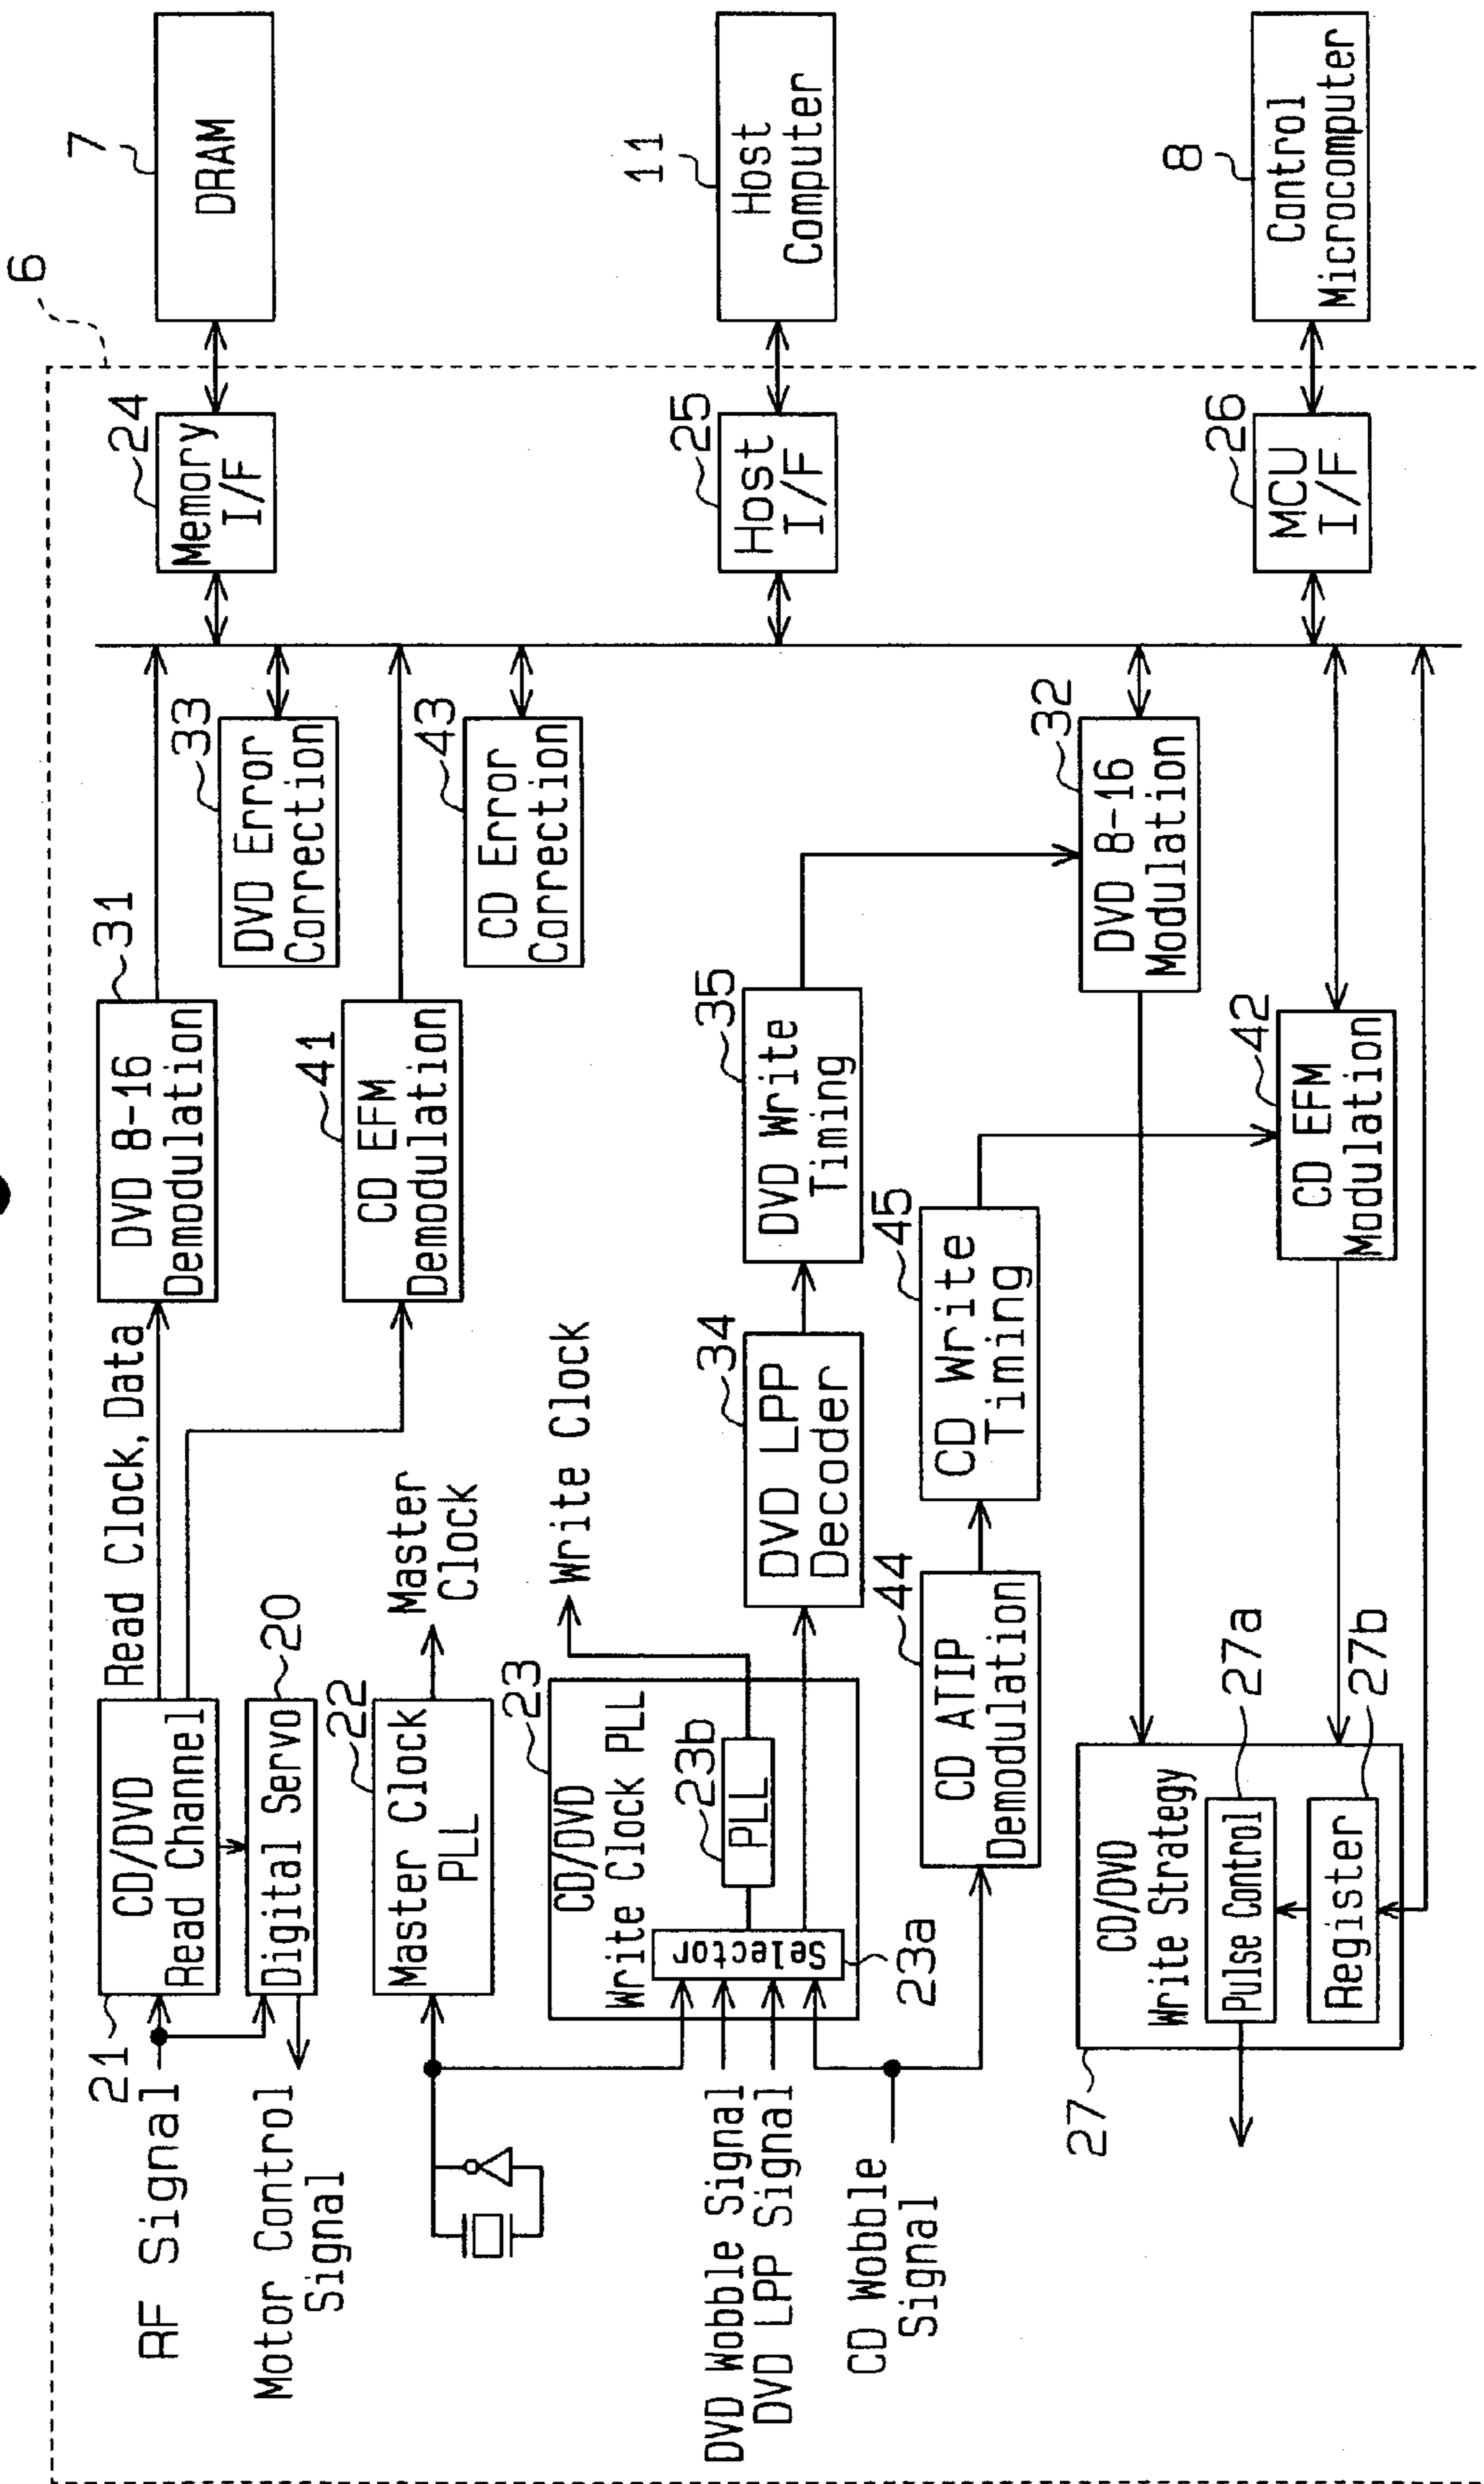 6
RF Signal
21
CD/DVD
Read Channel
Read Clock, Data
DVD 8-16
Demodulation
31
Motor Control
Signal
Digital Servo
20
DVD Error
Correction
33
Memory
I/F
24
DRAM
7
Master Clock
PLL
22
Master
Clock
CD EFM
Demodulation
41
CD Error
Correction
43
CD/DVD
Write Clock PLL
23
Selector
23a
PLL
23b
Write Clock
DVD Wobble Signal
DVD LPP Signal
CD Wobble
Signal
DVD LPP
Decoder
34
DVD Write
Timing
35
Host
I/F
25
Host
Computer
11
CD ATIP
Demodulation
44
CD Write
Timing
45
DVD 8-16
Modulation
32
CD/DVD
Write Strategy
27
Pulse Control
27a
Register
27b
CD EFM
Modulation
42
MCU
I/F
26
Control
Microcomputer
8